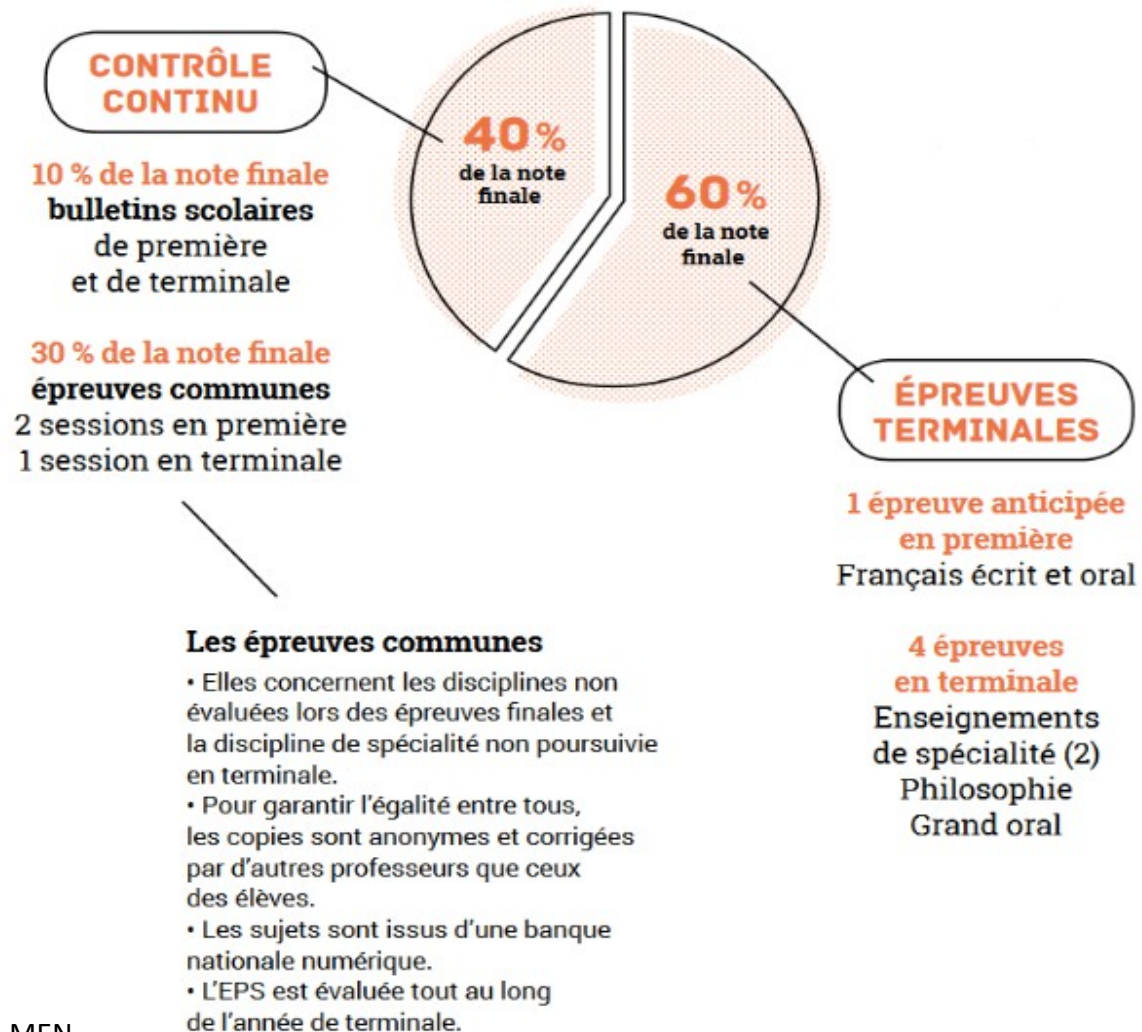 CONTRÔLE
CONTINU
10 % de la note finale
bulletins scolaires
de première
et de terminale
30 % de la note finale
épreuves communes
2 sessions en première
1 session en terminale
40%
de la note
finale
60%
de la note
finale
ÉPREUVES
TERMINALES
1 épreuve anticipée
en première
Français écrit et oral
4 épreuves
en terminale
Enseignements
de spécialité (2)
Philosophie
Grand oral
Les épreuves communes
• Elles concernent les disciplines non
évaluées lors des épreuves finales et
la discipline de spécialité non poursuivie
en terminale.
• Pour garantir l'égalité entre tous,
les copies sont anonymes et corrigées
par d'autres professeurs que ceux
des élèves.
• Les sujets sont issus d'une banque
nationale numérique.
• L'EPS est évaluée tout au long
de l'année de terminale.
MEN